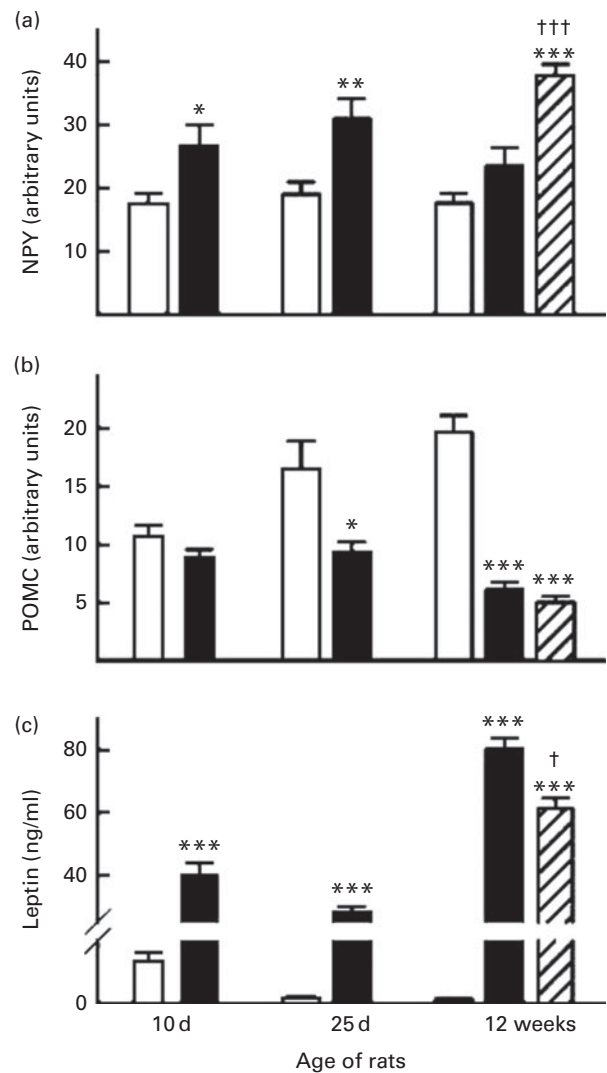 (a)
NPY (arbitrary units)
40
30
20
10
*
**
†††
***
(b)
POMC (arbitrary units)
20
15
10
5
*
***
***
(c)
Leptin (ng/ml)
80
60
40
0
***
***
***
†
***
10 d
25 d
12 weeks
Age of rats